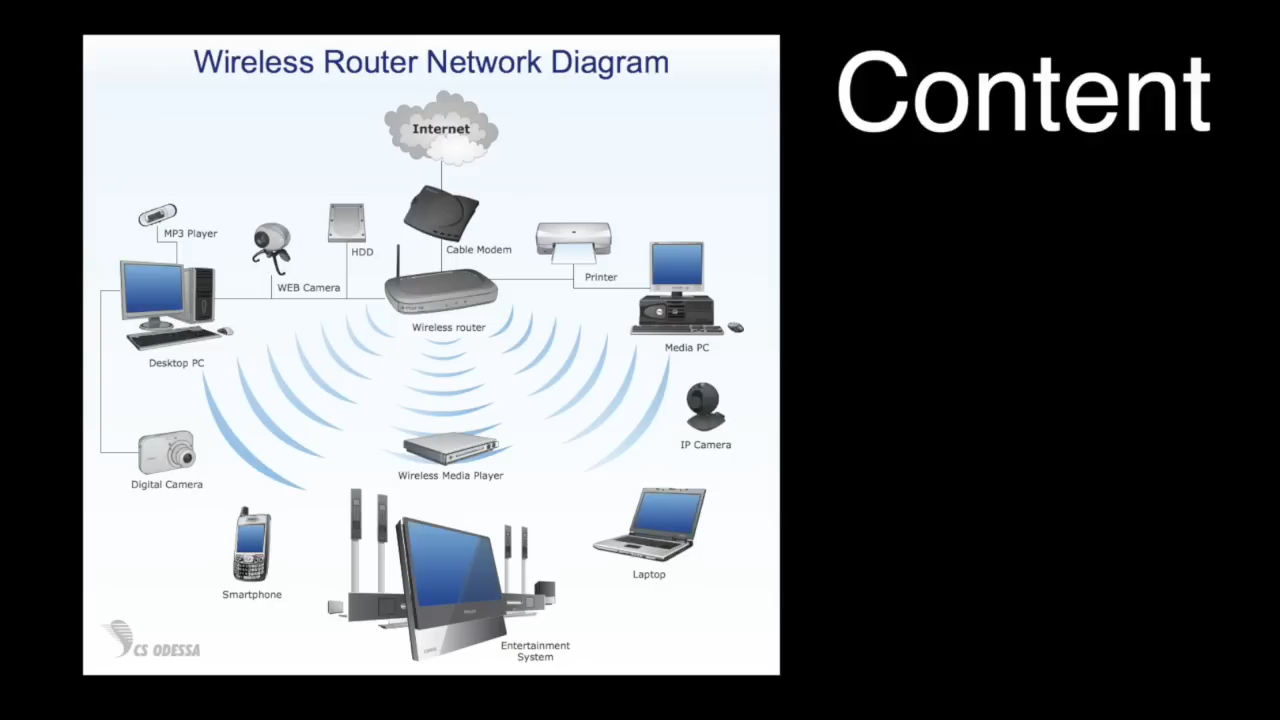 Wireless Router Network Diagram
Content
Internet
MP3 Player
HDD
Cable Modem
WEB Camera
Printer
Wireless router
Desktop PC
Media PC
IP Camera
Wireless Media Player
Digital Camera
Laptop
Smartphone
Entertainment
System
CS ODESSA